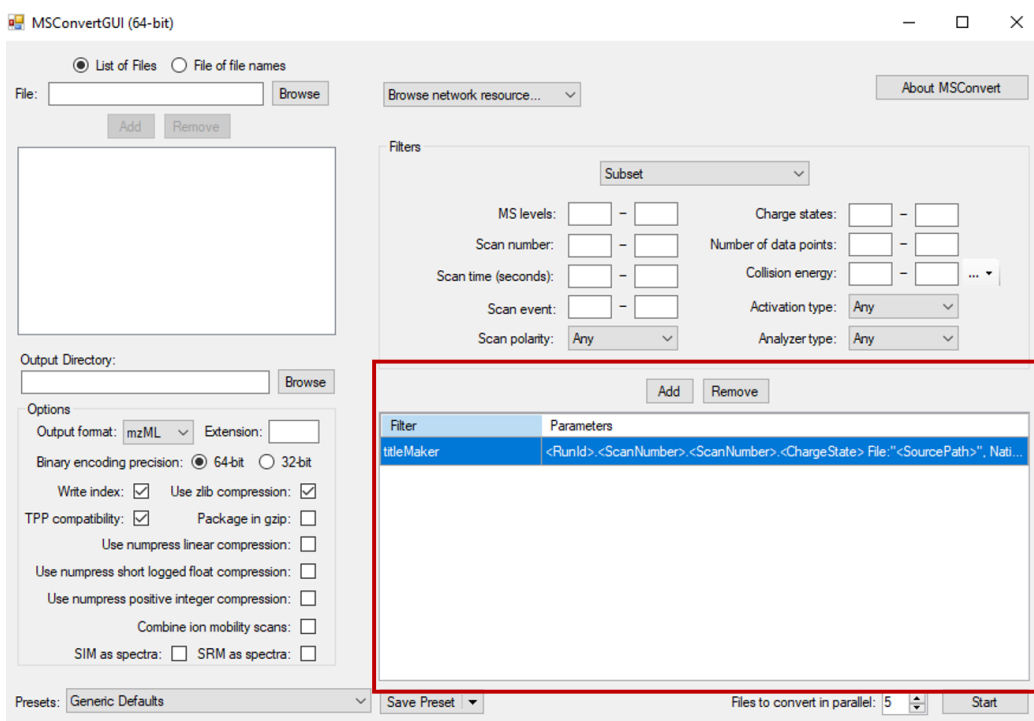 MSConvertGUI (64-bit)
List of Files File of file names
File: Browse
Add Remove
Browse network resource...
About MSConvert
Filters
Subset
MS levels: –
Scan number: –
Scan time (seconds): –
Scan event: –
Scan polarity: Any
Charge states: –
Number of data points: –
Collision energy: – ...
Activation type: Any
Analyzer type: Any
Output Directory:
Browse
Options
Output format: mzML Extension:
Binary encoding precision: 64-bit 32-bit
Write index: Use zlib compression:
TPP compatibility: Package in gzip:
Use numpress linear compression:
Use numpress short logged float compression:
Use numpress positive integer compression:
Combine ion mobility scans:
SIM as spectra: SRM as spectra:
Add Remove
Filter Parameters
titleMaker <RunId>.<ScanNumber>.<ScanNumber>.<ChargeState> File:"<SourcePath>", Nati...
Presets: Generic Defaults Save Preset Files to convert in parallel: 5 Start